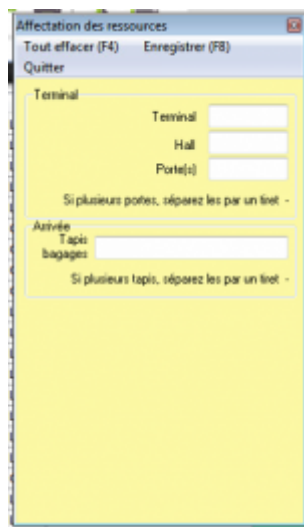 Affectation des ressources
Tout effacer (F4) Enregistrer (F8)
Quitter
Terminal
Terminal
Hall
Porte(s)
Si plusieurs portes, séparez les par un tiret -
Arrivée
Tapis
bagages
Si plusieurs tapis, séparez les par un tiret -